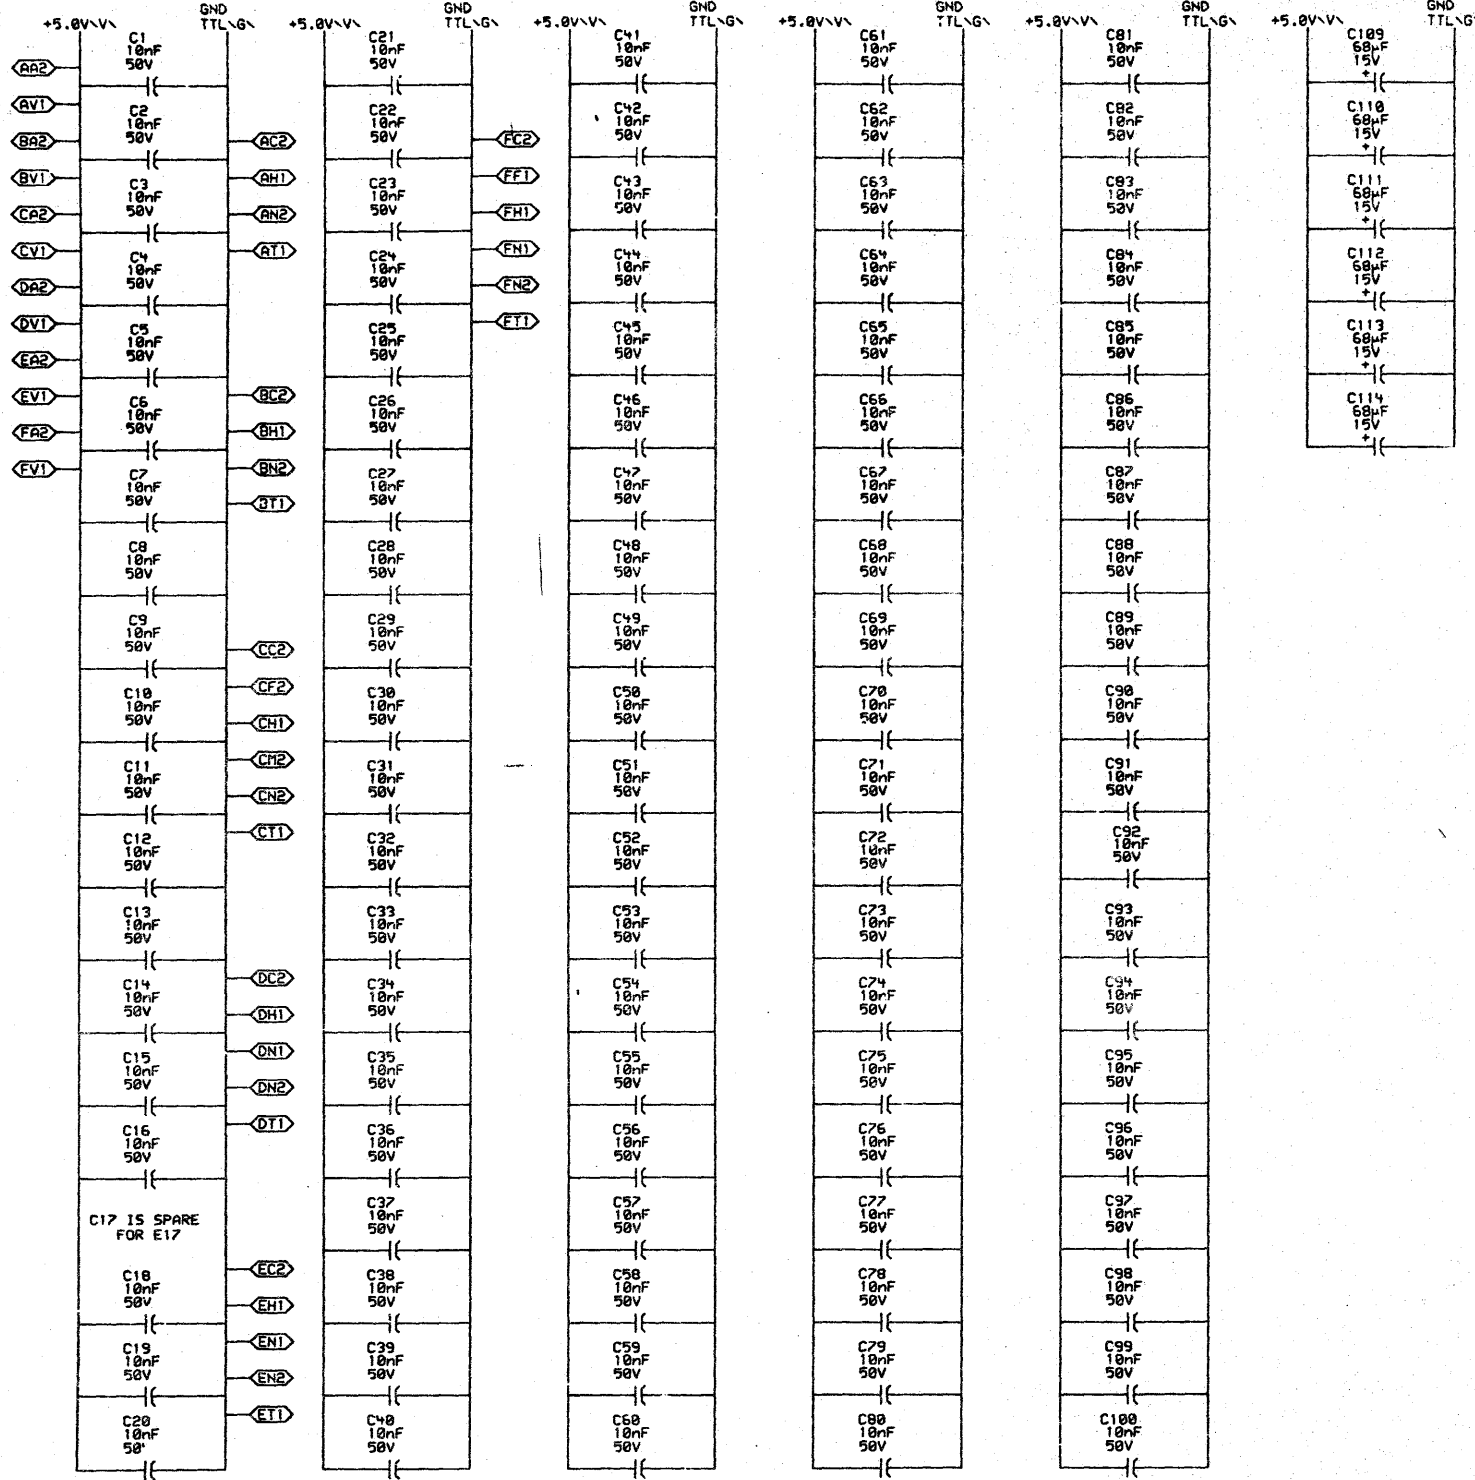 +5.0V\V\
GND
TTL\G\
C1
10nF
50V
C2
10nF
50V
C3
10nF
50V
C4
10nF
50V
C5
10nF
50V
C6
10nF
50V
C7
10nF
50V
C8
10nF
50V
C9
10nF
50V
C10
10nF
50V
C11
10nF
50V
C12
10nF
50V
C13
10nF
50V
C14
10nF
50V
C15
10nF
50V
C16
10nF
50V
C17 IS SPARE
FOR E17
C18
10nF
50V
C19
10nF
50V
C20
10nF
AA2
AV1
BA2
BV1
CA2
CV1
DA2
DV1
EA2
EV1
FA2
FV1
AC2
AH1
AN2
AT1
BC2
BH1
BN2
BT1
CC2
CF2
CH1
CM2
CN2
CT1
DC2
DH1
DN1
DN2
DT1
EC2
EH1
EN1
EN2
ET1
+5.0V\V\
GND
TTL\G\
C21
10nF
50V
C22
10nF
50V
C23
10nF
50V
C24
10nF
50V
C25
10nF
50V
C26
10nF
50V
C27
10nF
50V
C28
10nF
50V
C29
10nF
50V
C30
10nF
50V
C31
10nF
50V
C32
10nF
50V
C33
10nF
50V
C34
10nF
50V
C35
10nF
50V
C36
10nF
50V
C37
10nF
50V
C38
10nF
50V
C39
10nF
50V
C40
10nF
50V
FC2
FF1
FH1
FN1
FN2
FT1
+5.0V\V\
GND
TTL\G\
C41
10nF
50V
C42
10nF
50V
C43
10nF
50V
C44
10nF
50V
C45
10nF
50V
C46
10nF
50V
C47
10nF
50V
C48
10nF
50V
C49
10nF
50V
C50
10nF
50V
C51
10nF
50V
C52
10nF
50V
C53
10nF
50V
C54
10nF
50V
C55
10nF
50V
C56
10nF
50V
C57
10nF
50V
C58
10nF
50V
C59
10nF
50V
C60
10nF
50V
+5.0V\V\
GND
TTL\G\
C61
10nF
50V
C62
10nF
50V
C63
10nF
50V
C64
10nF
50V
C65
10nF
50V
C66
10nF
50V
C67
10nF
50V
C68
10nF
50V
C69
10nF
50V
C70
10nF
50V
C71
10nF
50V
C72
10nF
50V
C73
10nF
50V
C74
10nF
50V
C75
10nF
50V
C76
10nF
50V
C77
10nF
50V
C78
10nF
50V
C79
10nF
50V
C80
10nF
50V
+5.0V\V\
GND
TTL\G\
C81
10nF
50V
C82
10nF
50V
C83
10nF
50V
C84
10nF
50V
C85
10nF
50V
C86
10nF
50V
C87
10nF
50V
C88
10nF
50V
C89
10nF
50V
C90
10nF
50V
C91
10nF
50V
C92
10nF
50V
C93
10nF
50V
C94
10nF
50V
C95
10nF
50V
C96
10nF
50V
C97
10nF
50V
C98
10nF
50V
C99
10nF
50V
C100
10nF
50V
+5.0V\V\
GND
TTL\G
C109
68µF
15V
+
C110
68µF
15V
+
C111
68µF
15V
+
C112
68µF
15V
+
C113
68µF
15V
+
C114
68µF
15V
+